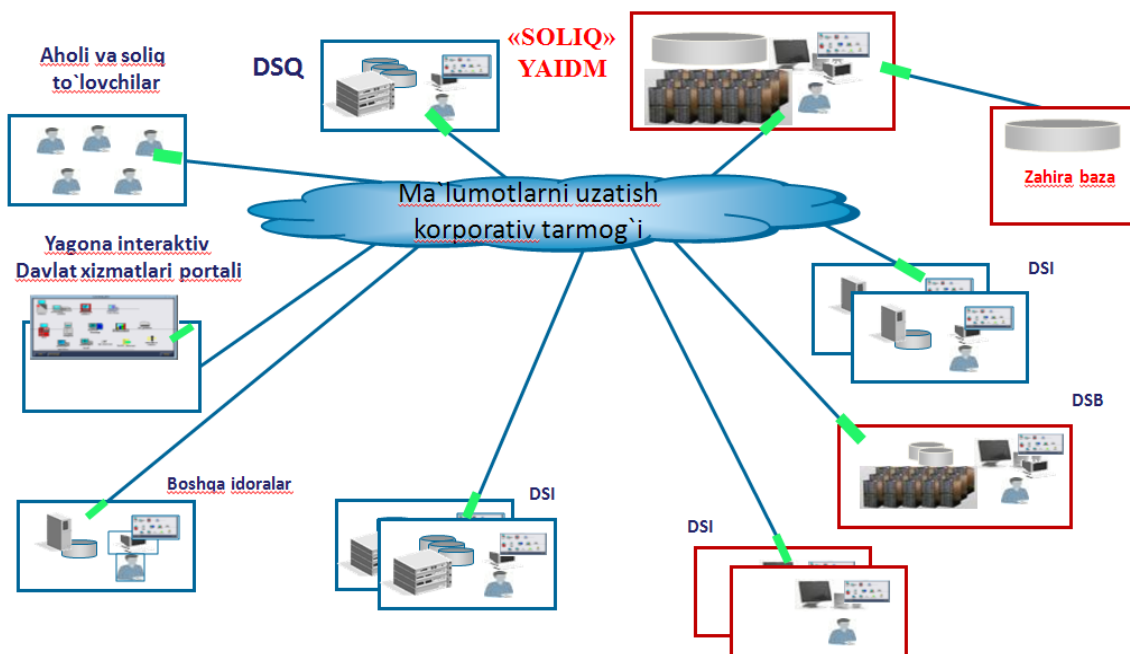 Aholi va soliq
to`lovchilar
DSQ
«SOLIQ»
YAIDM
Zahira baza
Ma`lumotlarni uzatish
korporativ tarmog`i
Yagona interaktiv
Davlat xizmatlari portali
DSI
DSB
Boshqa idoralar
DSI
DSI